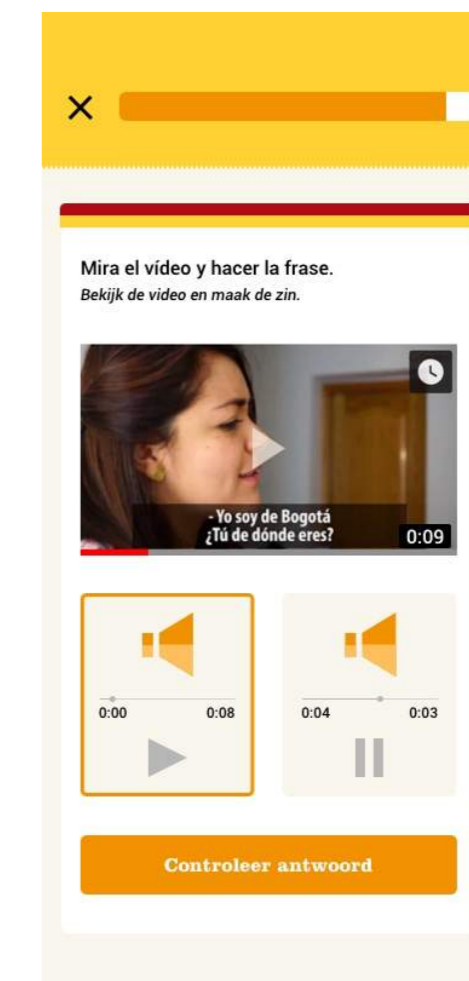 Mira el vídeo y hacer la frase.
Bekijk de video en maak de zin.
- Yo soy de Bogotá
¿Tú de dónde eres?
0:09
0:00 0:08
0:04 0:03
Controleer antwoord